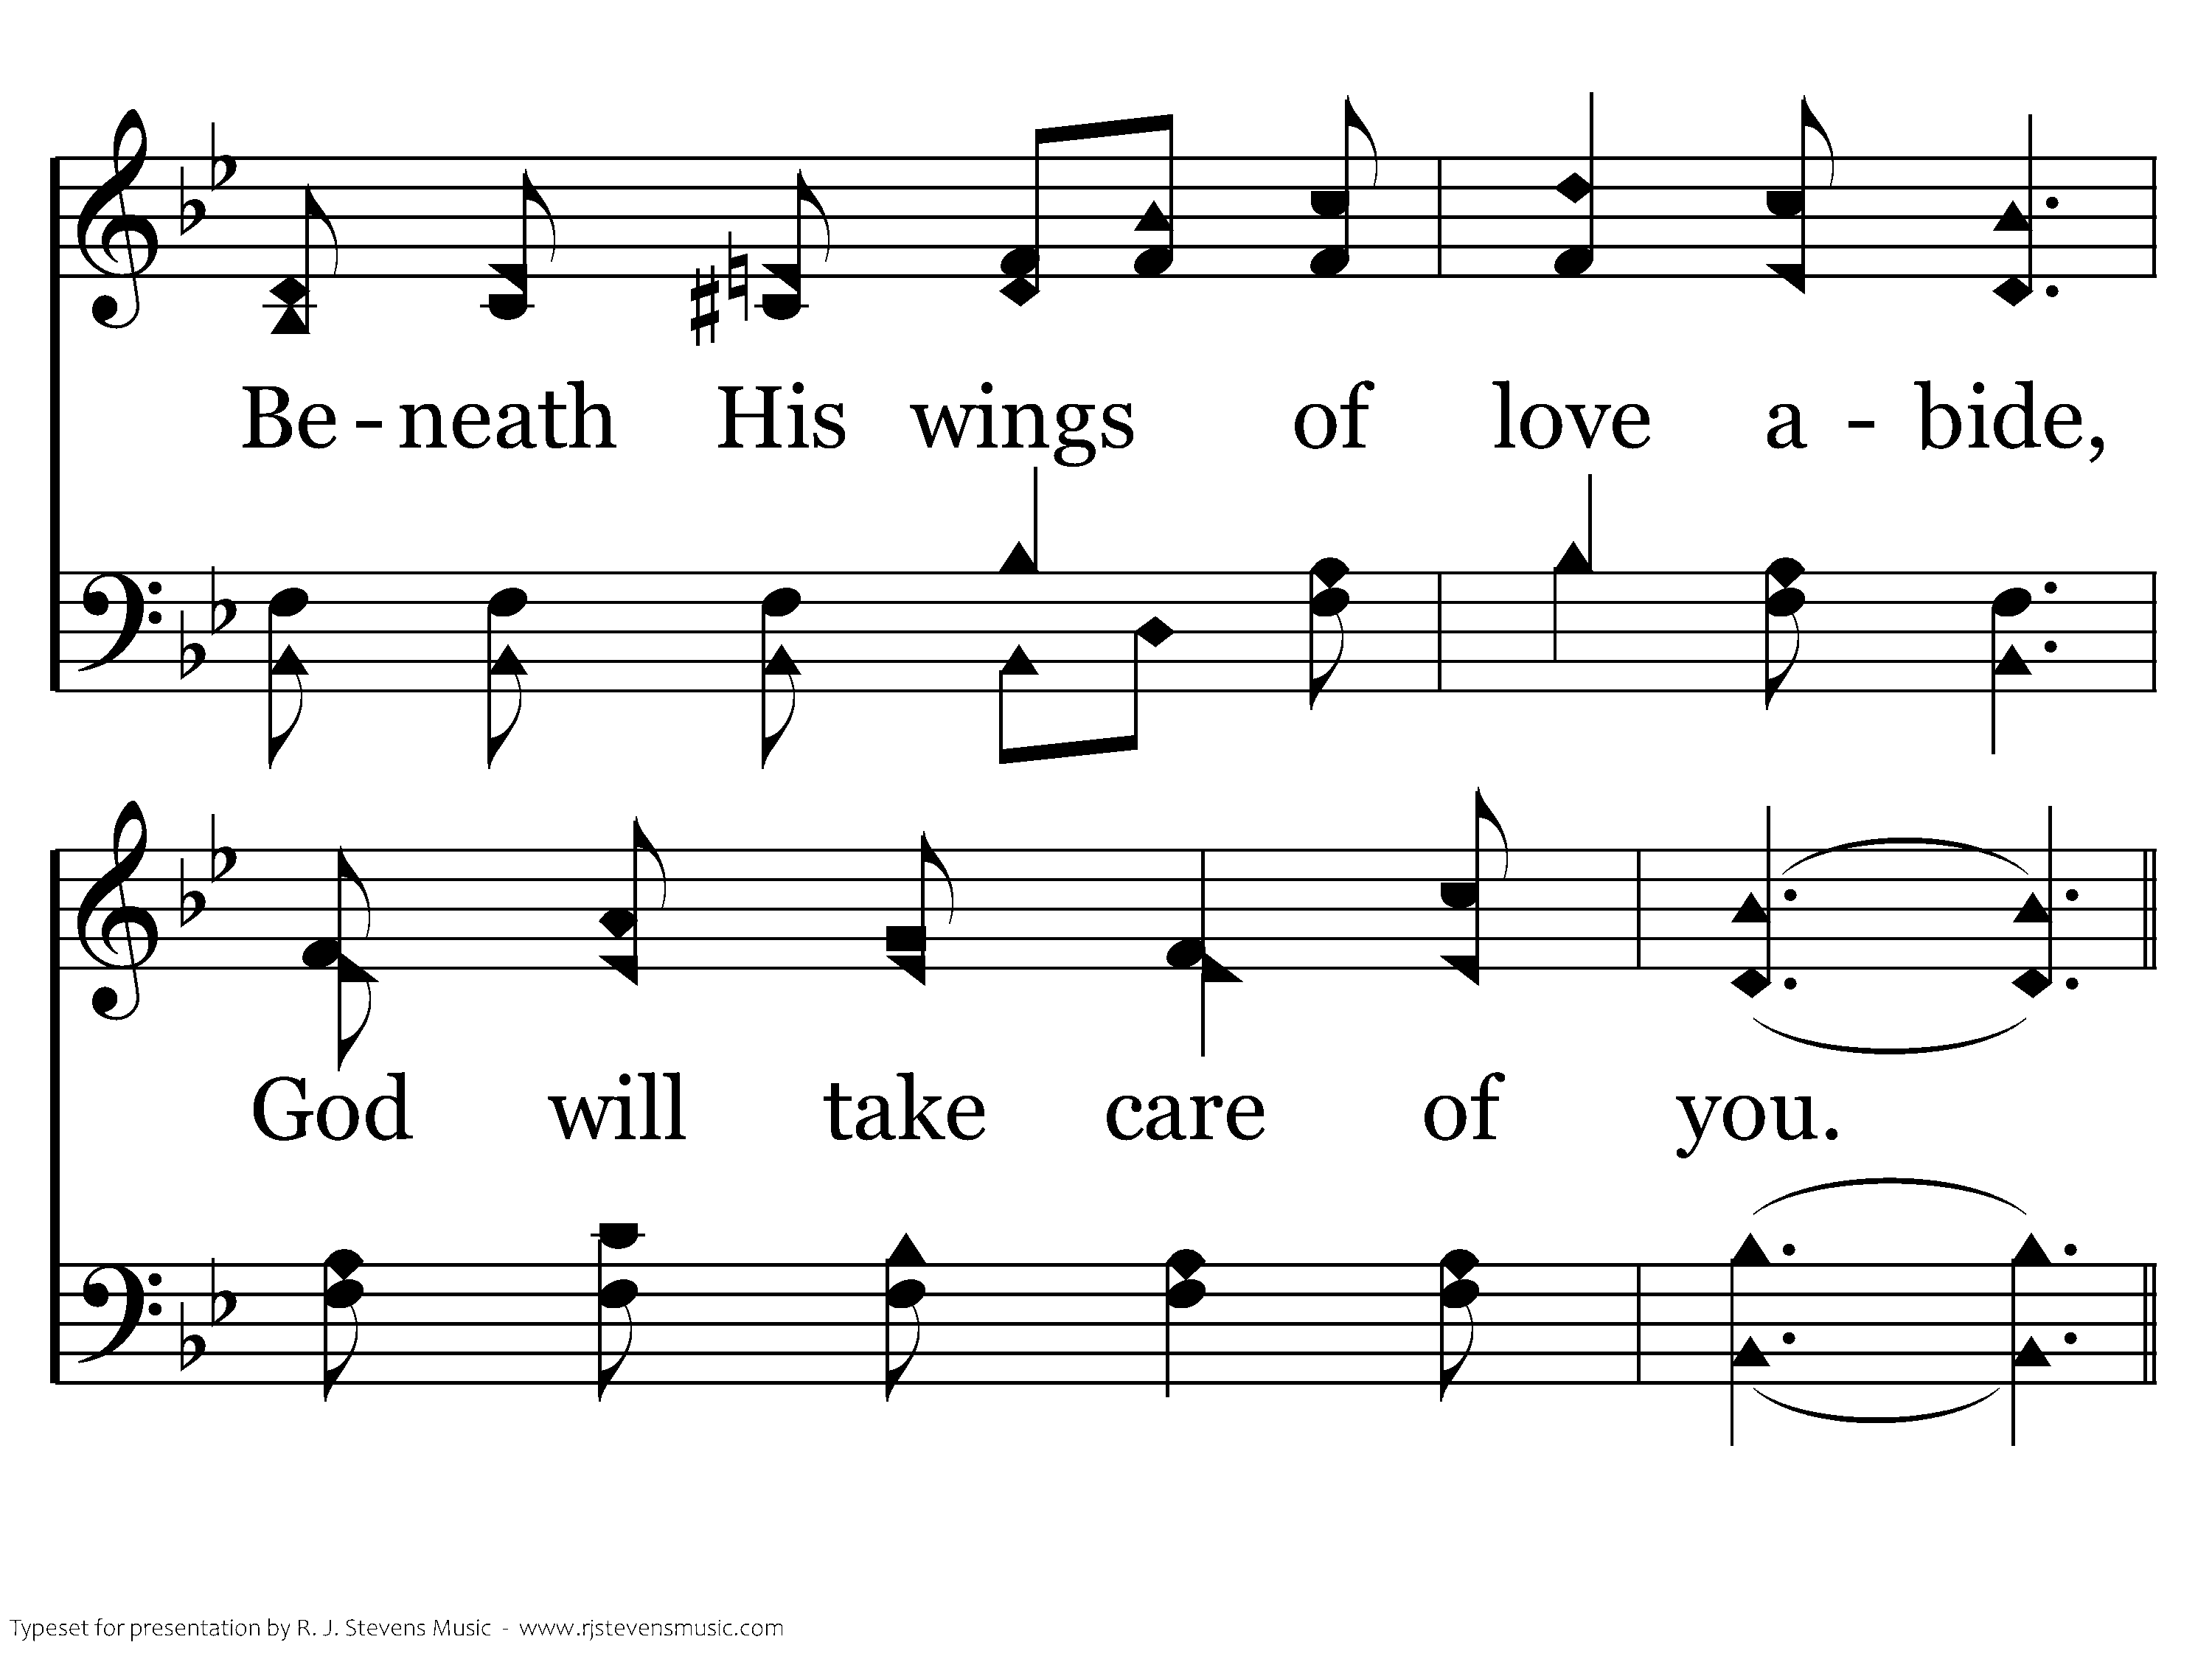 Be - neath His wings of love a - bide,
God will take care of you.
Typeset for presentation by R. J. Stevens Music - www.rjstevensmusic.com